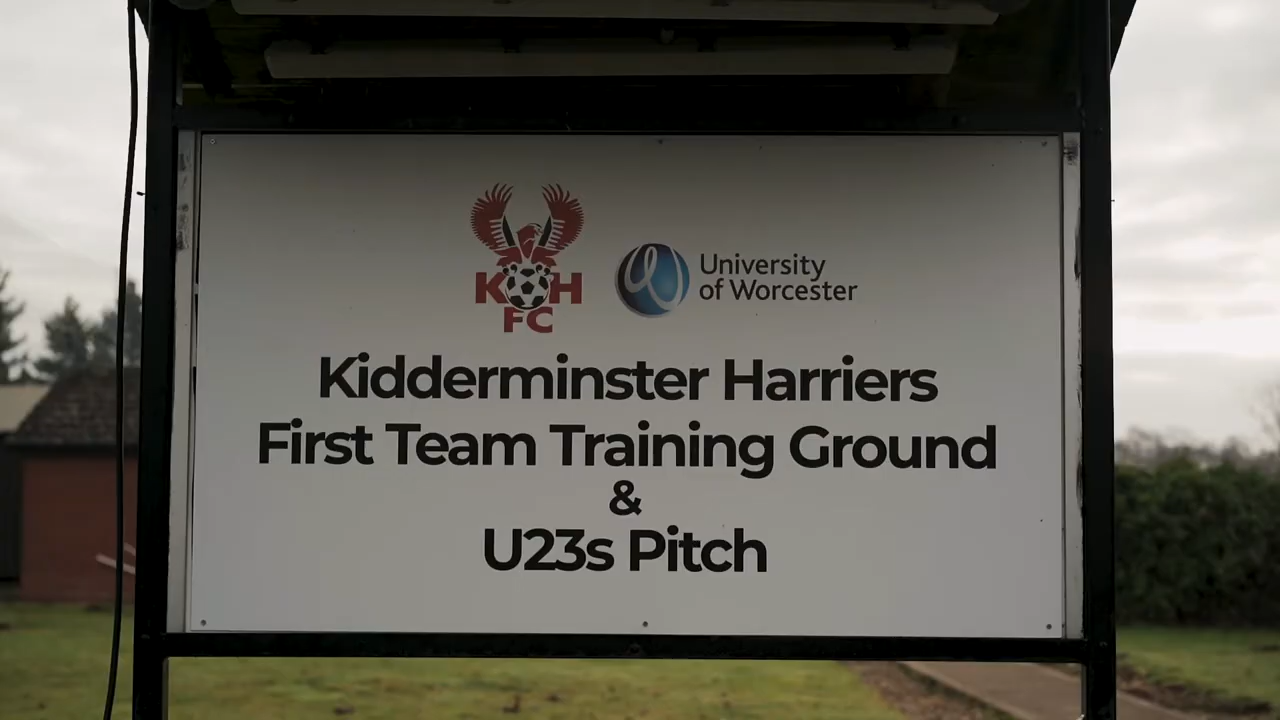 KH
FC
University
of Worcester
Kidderminster Harriers
First Team Training Ground
&
U23s Pitch